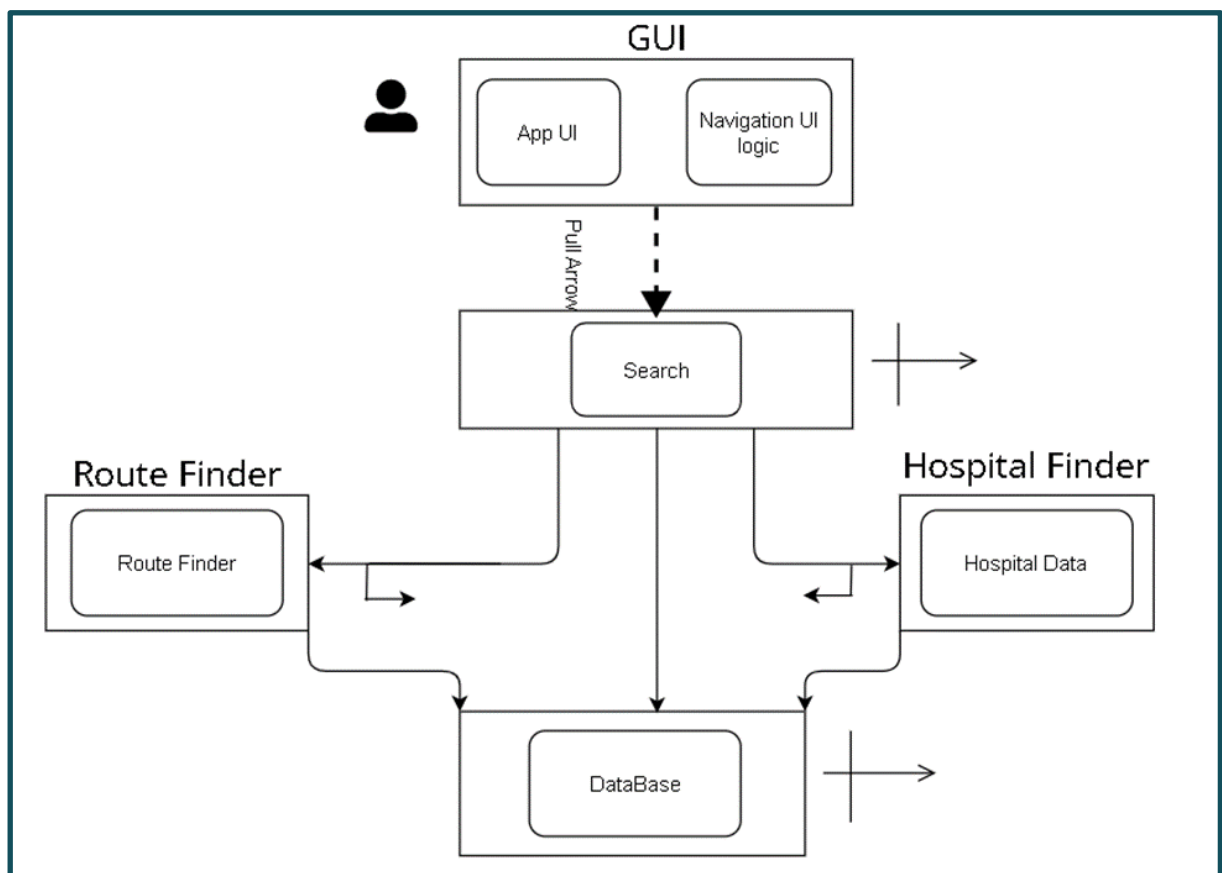 GUI
App UI
Navigation UI
logic
Pull Arrow
Search
Route Finder
Hospital Finder
Route Finder
Hospital Data
DataBase